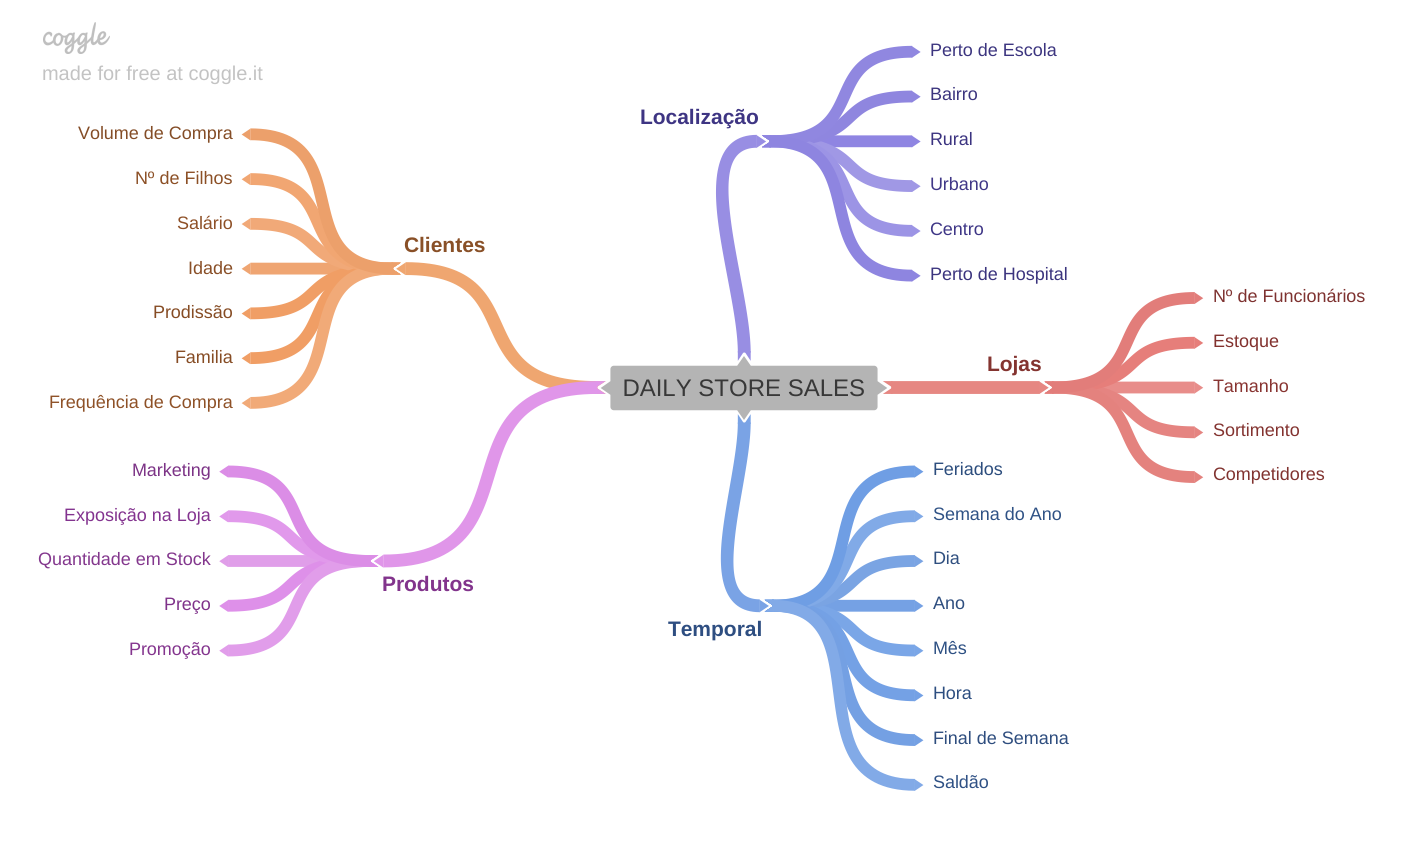 coggle
made for free at coggle.it
DAILY STORE SALES
Clientes
Volume de Compra
Nº de Filhos
Salário
Idade
Prodissão
Familia
Frequência de Compra
Produtos
Marketing
Exposição na Loja
Quantidade em Stock
Preço
Promoção
Localização
Perto de Escola
Bairro
Rural
Urbano
Centro
Perto de Hospital
Lojas
Nº de Funcionários
Estoque
Tamanho
Sortimento
Competidores
Temporal
Feriados
Semana do Ano
Dia
Ano
Mês
Hora
Final de Semana
Saldão